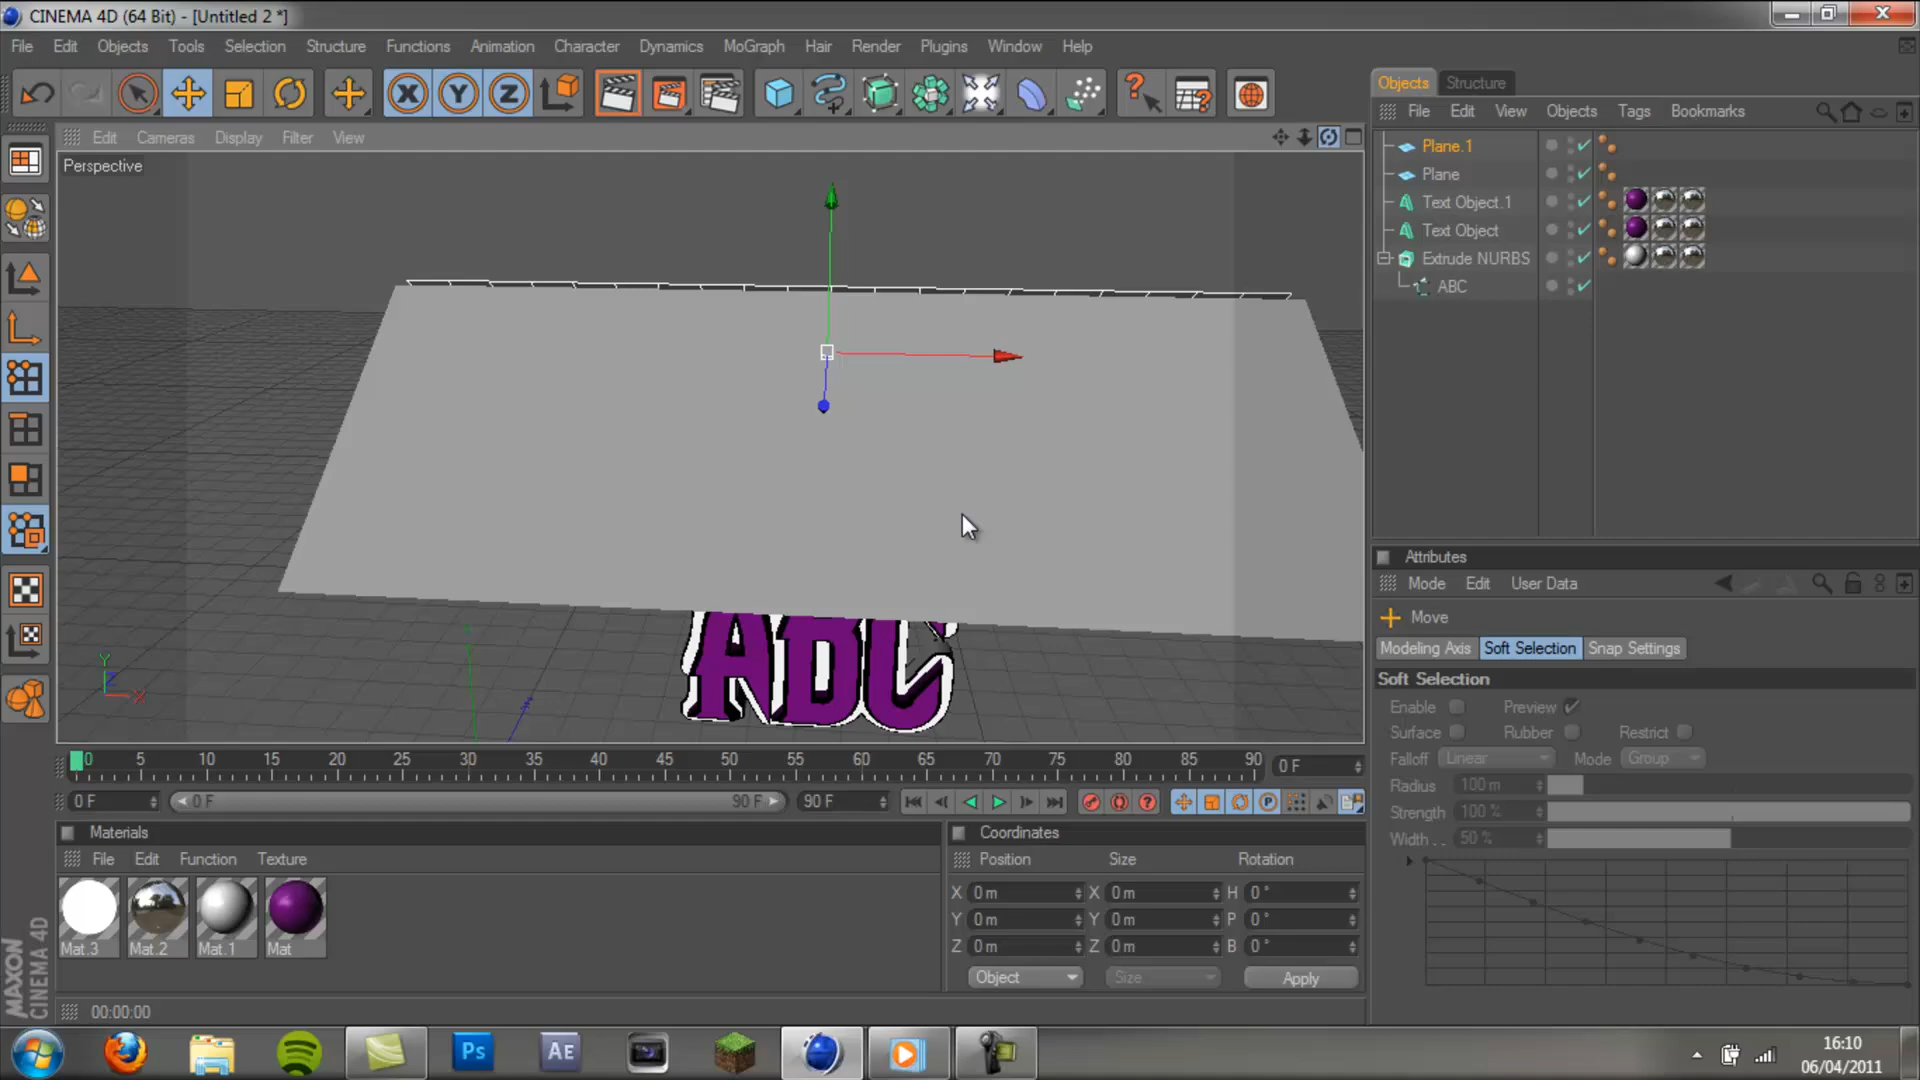 CINEMA 4D (64 Bit) - [Untitled 2 *]
File Edit Objects Tools Selection Structure Functions Animation Character Dynamics MoGraph Hair Render Plugins Window Help
X Y Z
Edit Cameras Display Filter View
Perspective
ADC
Y
X
0 5 10 15 20 25 30 35 40 45 50 55 60 65 70 75 80 85 90 0 F
0 F 0 F 90 F 90 F
Materials
File Edit Function Texture
Mat.3 Mat.2 Mat.1 Mat
MAXON
CINEMA 4D
Coordinates
Position Size Rotation
X 0 m X 0 m H 0 °
Y 0 m Y 0 m P 0 °
Z 0 m Z 0 m B 0 °
Object Size Apply
00:00:00
Objects Structure
File Edit View Objects Tags Bookmarks
Plane.1
Plane
Text Object.1
Text Object
Extrude NURBS
ABC
Attributes
Mode Edit User Data
Move
Modeling Axis Soft Selection Snap Settings
Soft Selection
Enable Preview
Surface Rubber Restrict
Falloff Linear Mode Group
Radius 100 m
Strength 100 %
Width . . 50 %
Ps AE
16:10
06/04/2011